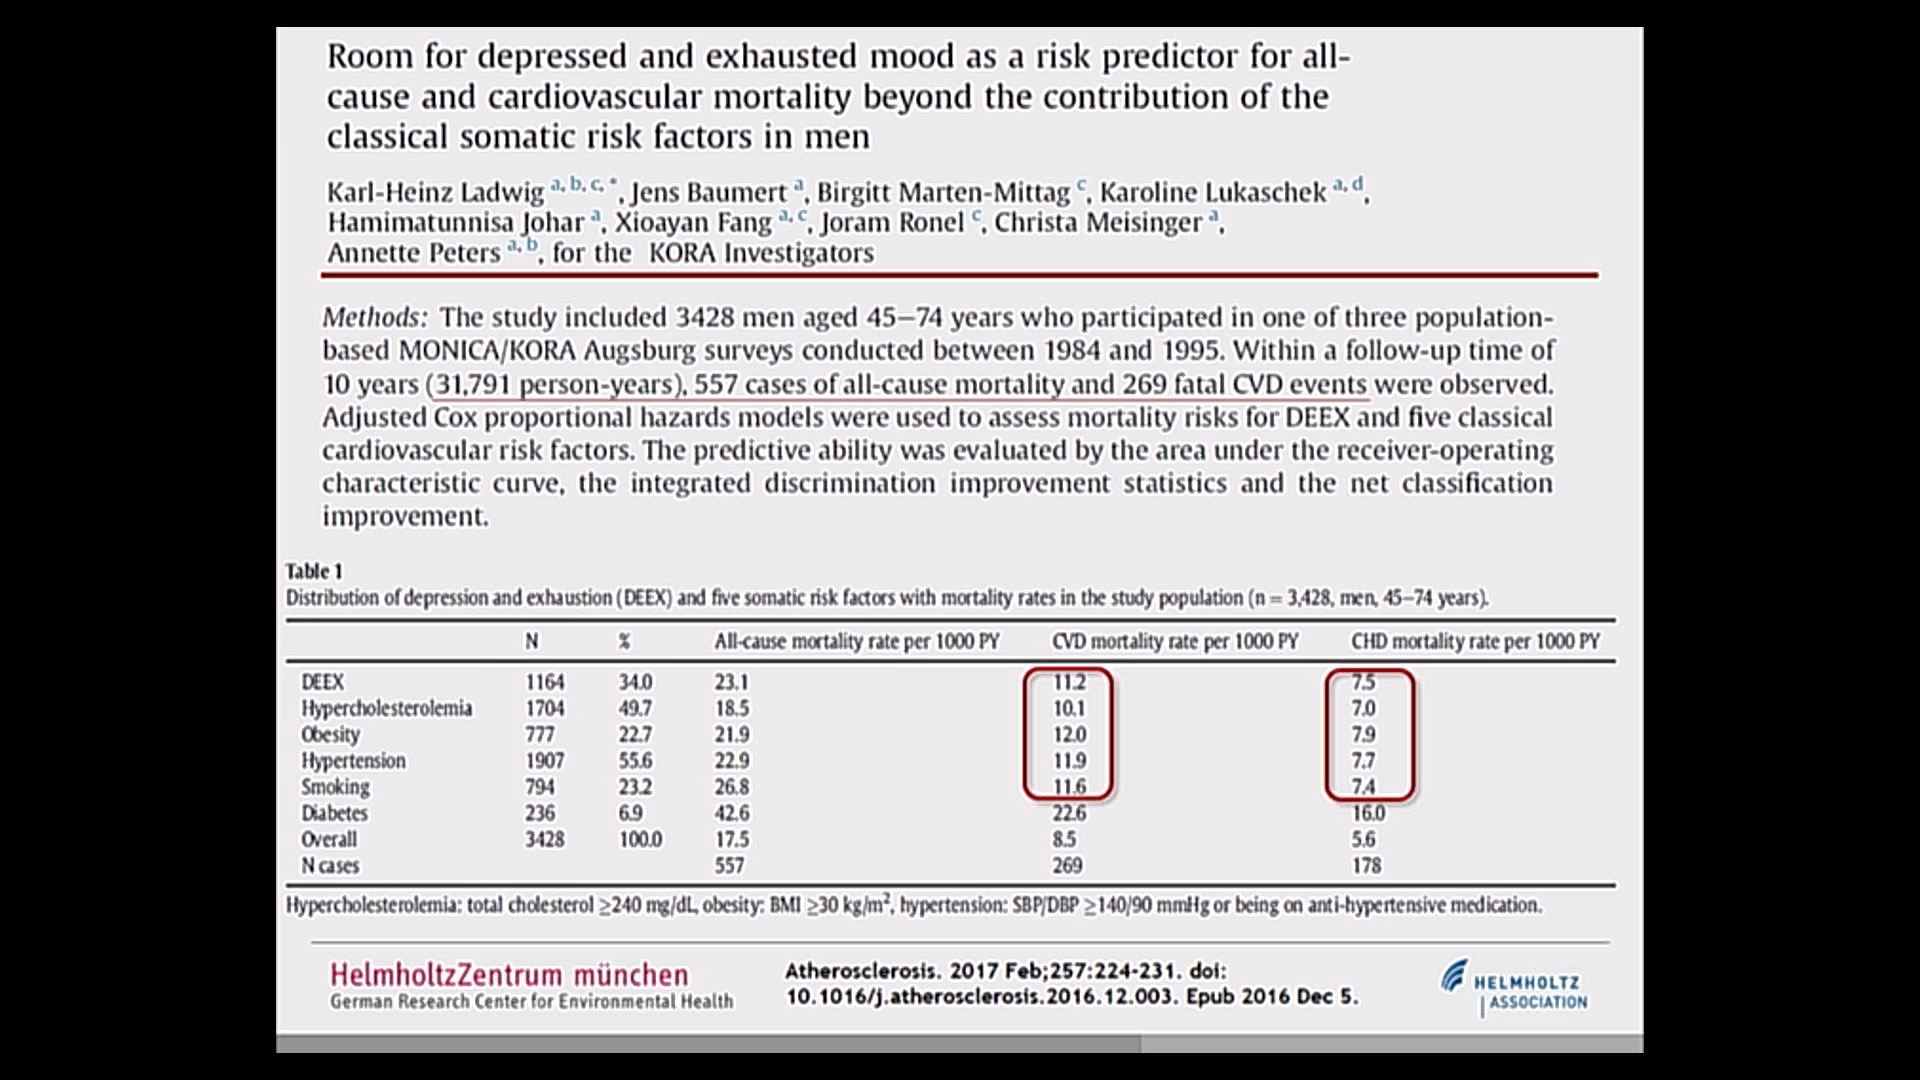 Room for depressed and exhausted mood as a risk predictor for all-
cause and cardiovascular mortality beyond the contribution of the
classical somatic risk factors in men
Karl-Heinz Ladwig a, b, c, *, Jens Baumert a, Birgitt Marten-Mittag c, Karoline Lukaschek a, d,
Hamimatunnisa Johar a, Xioayan Fang a, c, Joram Ronel c, Christa Meisinger a,
Annette Peters a, b, for the KORA Investigators
Methods: The study included 3428 men aged 45–74 years who participated in one of three population-
based MONICA/KORA Augsburg surveys conducted between 1984 and 1995. Within a follow-up time of
10 years (31,791 person-years), 557 cases of all-cause mortality and 269 fatal CVD events were observed.
Adjusted Cox proportional hazards models were used to assess mortality risks for DEEX and five classical
cardiovascular risk factors. The predictive ability was evaluated by the area under the receiver-operating
characteristic curve, the integrated discrimination improvement statistics and the net classification
improvement.
Table 1
Distribution of depression and exhaustion (DEEX) and five somatic risk factors with mortality rates in the study population (n = 3,428, men, 45–74 years).
N % All-cause mortality rate per 1000 PY CVD mortality rate per 1000 PY CHD mortality rate per 1000 PY
DEEX 1164 34.0 23.1 11.2 7.5
Hypercholesterolemia 1704 49.7 18.5 10.1 7.0
Obesity 777 22.7 21.9 12.0 7.9
Hypertension 1907 55.6 22.9 11.9 7.7
Smoking 794 23.2 26.8 11.6 7.4
Diabetes 236 6.9 42.6 22.6 16.0
Overall 3428 100.0 17.5 8.5 5.6
N cases 557 269 178
Hypercholesterolemia: total cholesterol ≥240 mg/dL, obesity: BMI ≥30 kg/m², hypertension: SBP/DBP ≥140/90 mmHg or being on anti-hypertensive medication.
HelmholtzZentrum münchen
German Research Center for Environmental Health
Atherosclerosis. 2017 Feb;257:224-231. doi:
10.1016/j.atherosclerosis.2016.12.003. Epub 2016 Dec 5.
HELMHOLTZ
ASSOCIATION